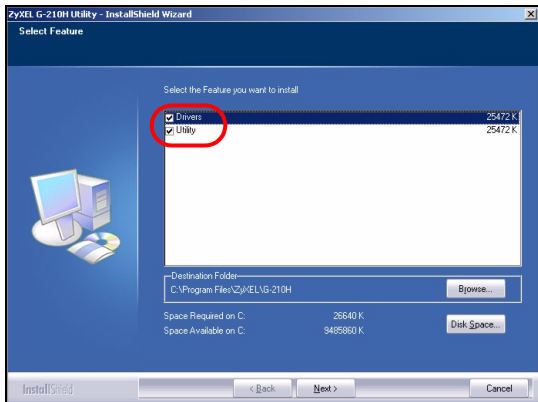 ZyXEL G-210H Utility - InstallShield Wizard
Select Feature
Select the Feature you want to install
Drivers 25472 K
Utility 25472 K
Destination Folder
C:\Program Files\ZyXEL\G-210H
Browse...
Space Required on C: 26640 K
Space Available on C: 9485860 K
Disk Space...
InstallShield
< Back Next > Cancel